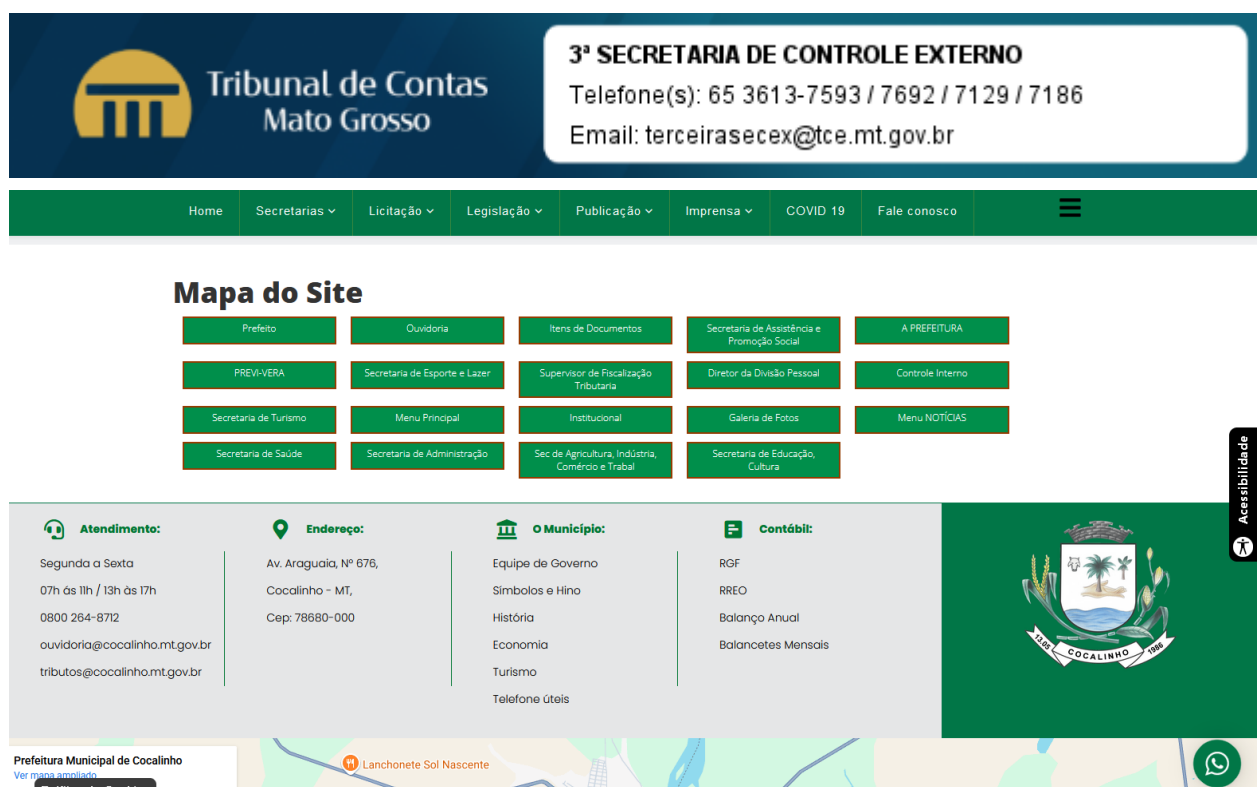 Tribunal de Contas
Mato Grosso
3ª SECRETARIA DE CONTROLE EXTERNO
Telefone(s): 65 3613-7593 / 7692 / 7129 / 7186
Email: terceirasecex@tce.mt.gov.br
Home Secretarias Licitação Legislação Publicação Imprensa COVID 19 Fale conosco
Mapa do Site
Prefeito
Ouvidoria
Itens de Documentos
Secretaria de Assistência e
Promoção Social
A PREFEITURA
PREVI-VERA
Secretaria de Esporte e Lazer
Supervisor de Fiscalização
Tributaria
Diretor da Divisão Pessoal
Controle Interno
Secretaria de Turismo
Menu Principal
Institucional
Galeria de Fotos
Menu NOTÍCIAS
Secretaria de Saúde
Secretaria de Administração
Sec de Agricultura, Indústria,
Comércio e Trabal
Secretaria de Educação,
Cultura
Acessibilidade
Atendimento:
Segunda a Sexta
07h ás 11h / 13h às 17h
0800 264-8712
ouvidoria@cocalinho.mt.gov.br
tributos@cocalinho.mt.gov.br
Endereço:
Av. Araguaia, Nº 676,
Cocalinho - MT,
Cep: 78680-000
O Município:
Equipe de Governo
Símbolos e Hino
História
Economia
Turismo
Telefone úteis
Contábil:
RGF
RREO
Balanço Anual
Balancetes Mensais
13.05 COCALINHO 1986
Prefeitura Municipal de Cocalinho
Ver mapa ampliado
Lanchonete Sol Nascente